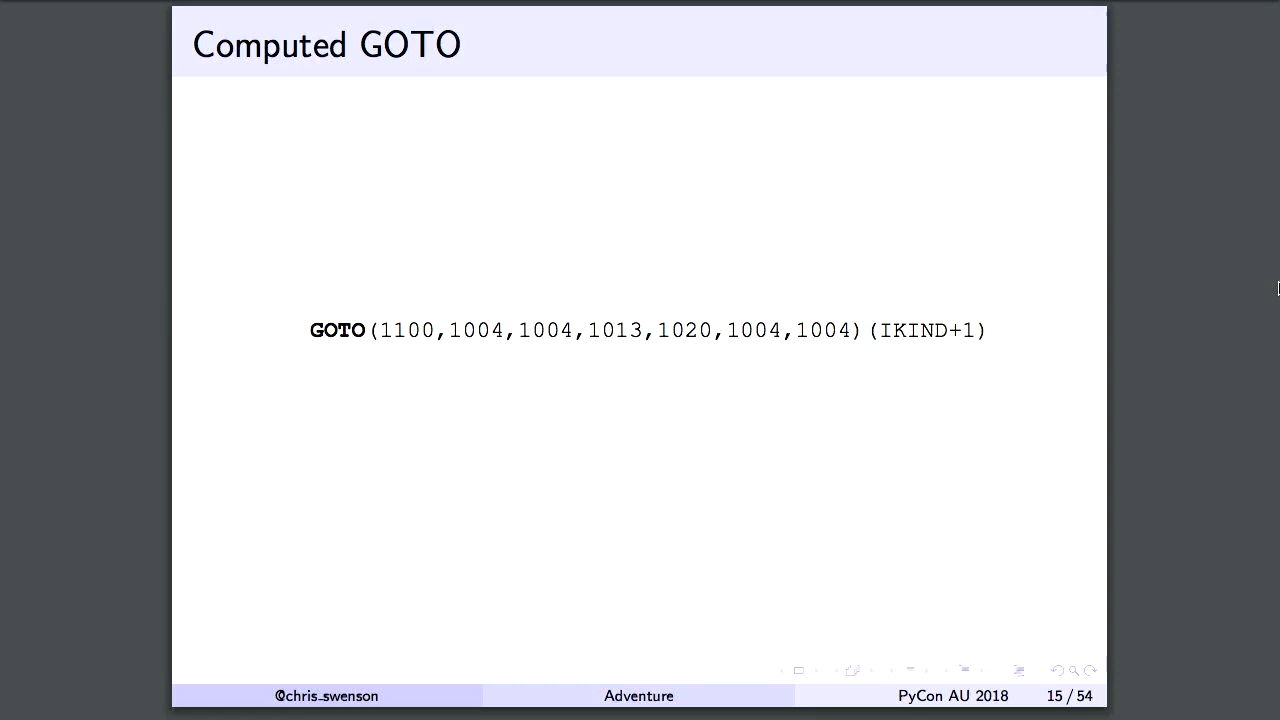 Computed GOTO
GOTO(1100,1004,1004,1013,1020,1004,1004)(IKIND+1)
@chris_swenson
Adventure
PyCon AU 2018
15 / 54